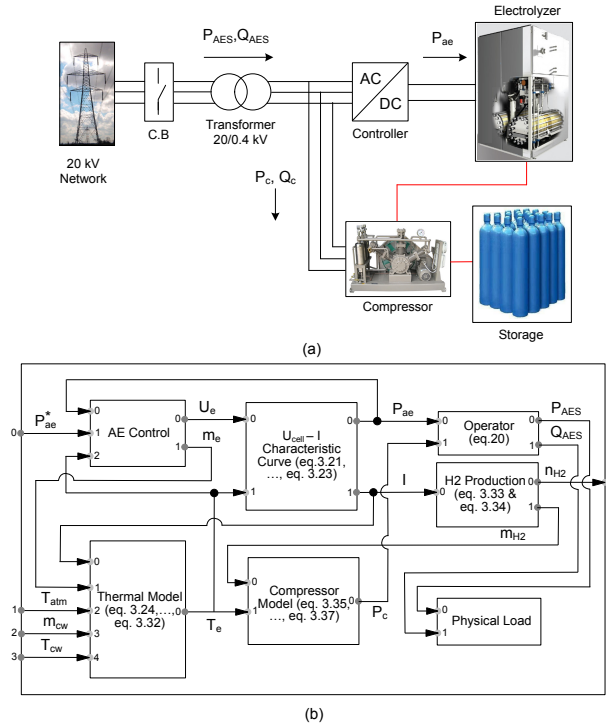 Electrolyzer
P_AES, Q_AES
P_ae
AC
DC
C.B
Transformer
20/0.4 kV
Controller
20 kV
Network
P_c, Q_c
Compressor
Storage
(a)
0
P*_ae
1
2
AE Control
0
U_e
1
m_e
0
1
U_cell – I
Characteristic
Curve (eq.3.21,
…, eq. 3.23)
0
1
P_ae
I
0
1
Operator
(eq.20)
0
1
P_AES
Q_AES
0
H2 Production
(eq. 3.33 &
eq. 3.34)
0
1
n_H2
m_H2
0
0
1
T_atm
1
2
m_cw
2
3
T_cw
3
4
Thermal Model
(eq. 3.24,…,
eq. 3.32)
0
T_e
0
1
Compressor
Model (eq. 3.35,
…, eq. 3.37)
0
P_c
0
1
Physical Load
(b)